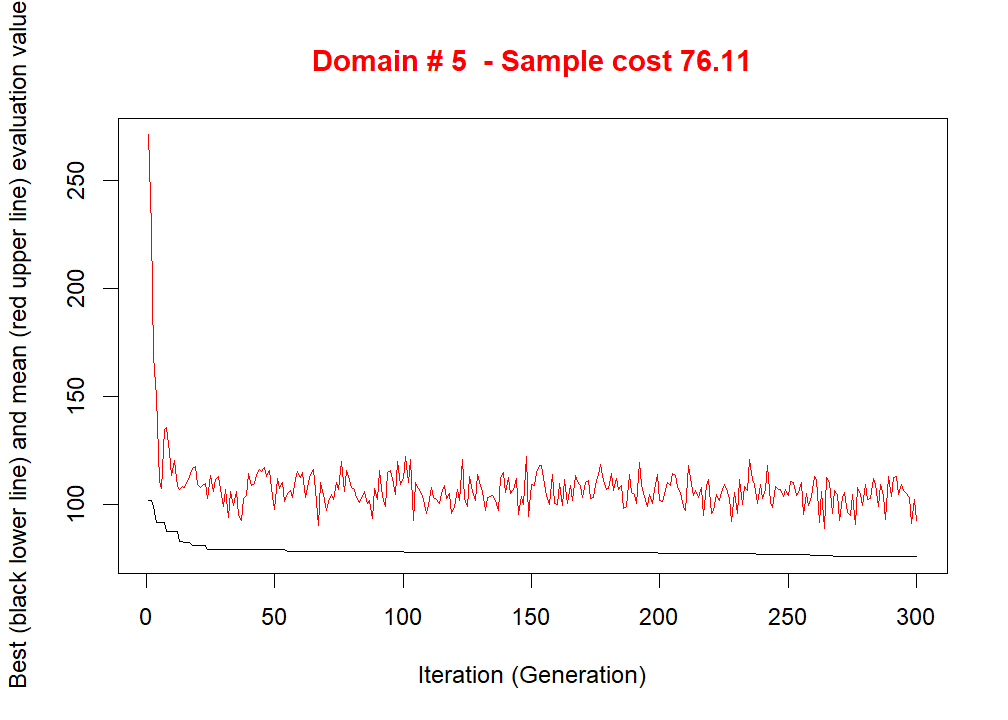 Domain # 5  - Sample cost 76.11
Best (black lower line) and mean (red upper line) evaluation value
250
200
150
100
0 50 100 150 200 250 300
Iteration (Generation)